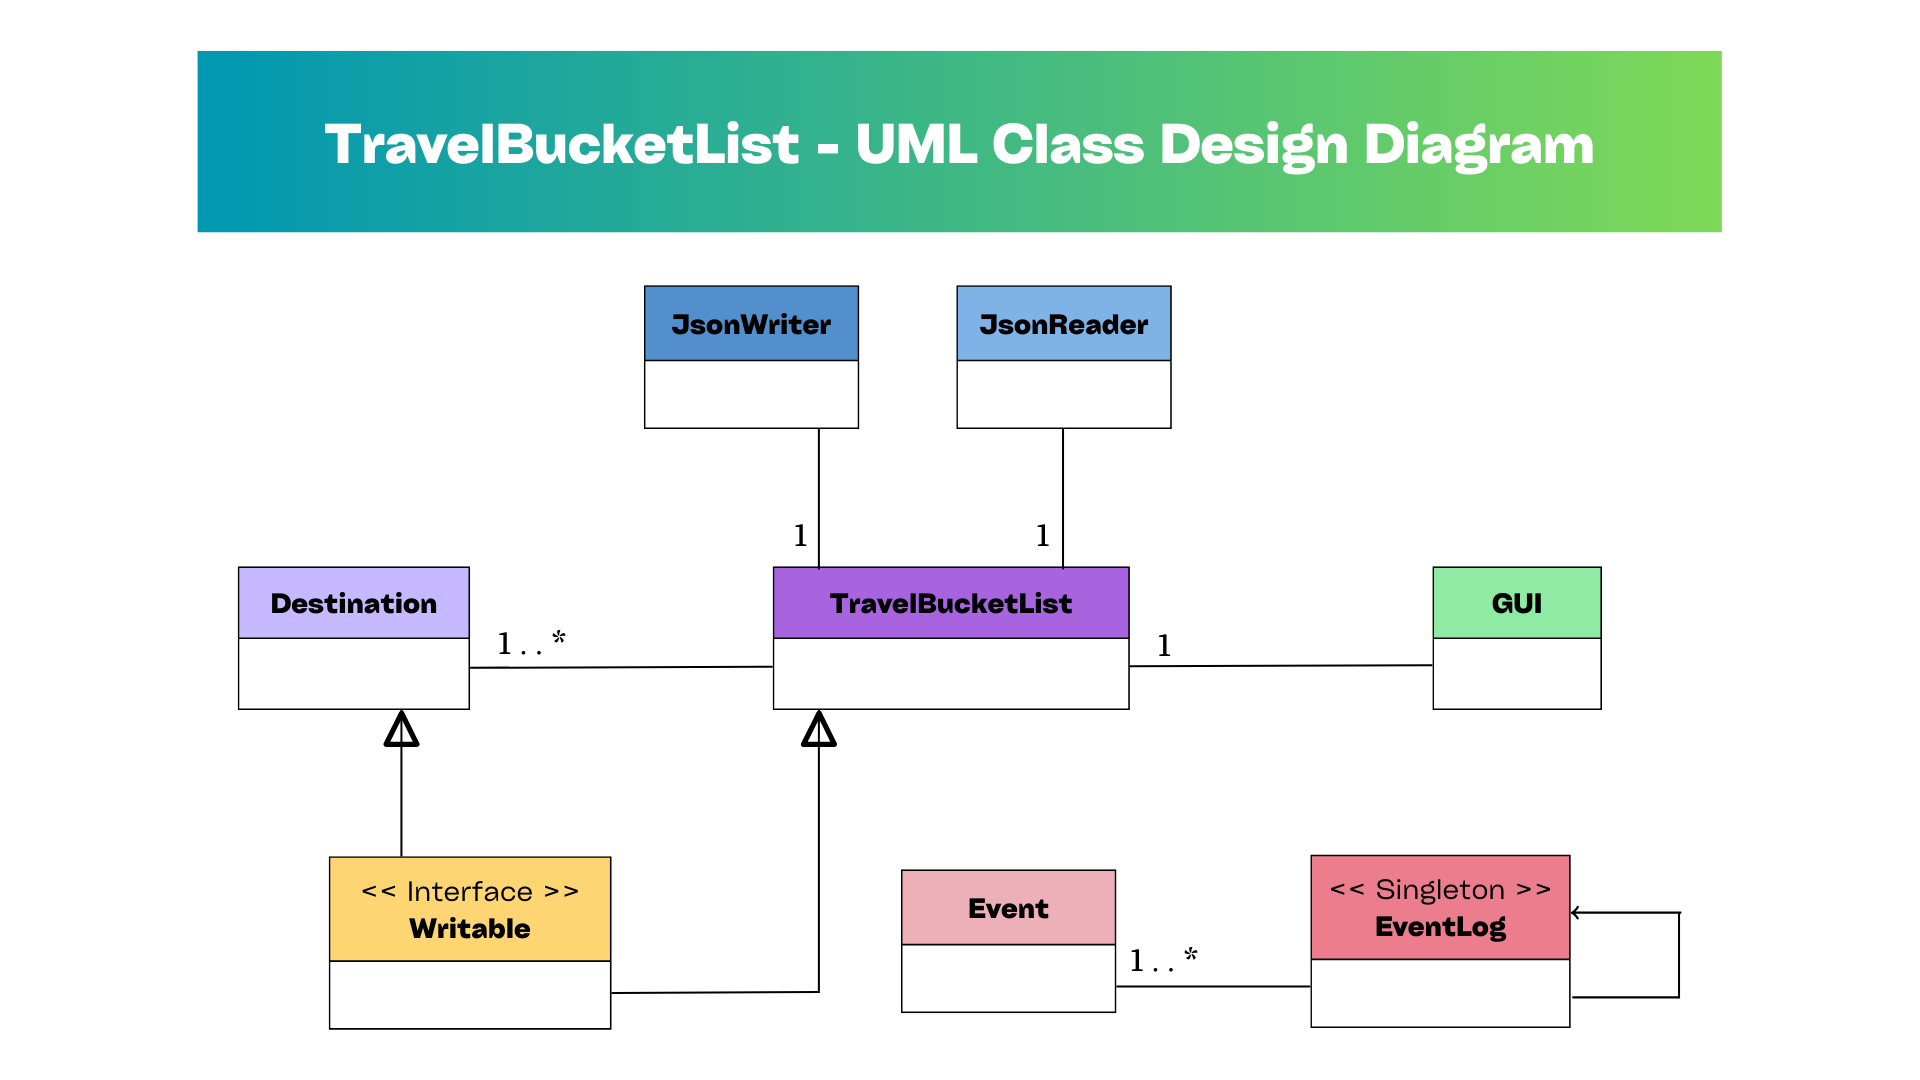 TravelBucketList - UML Class Design Diagram
JsonWriter
JsonReader
1
1
Destination
TravelBucketList
GUI
1..*
1
<< Interface >>
Writable
Event
<< Singleton >>
EventLog
1..*